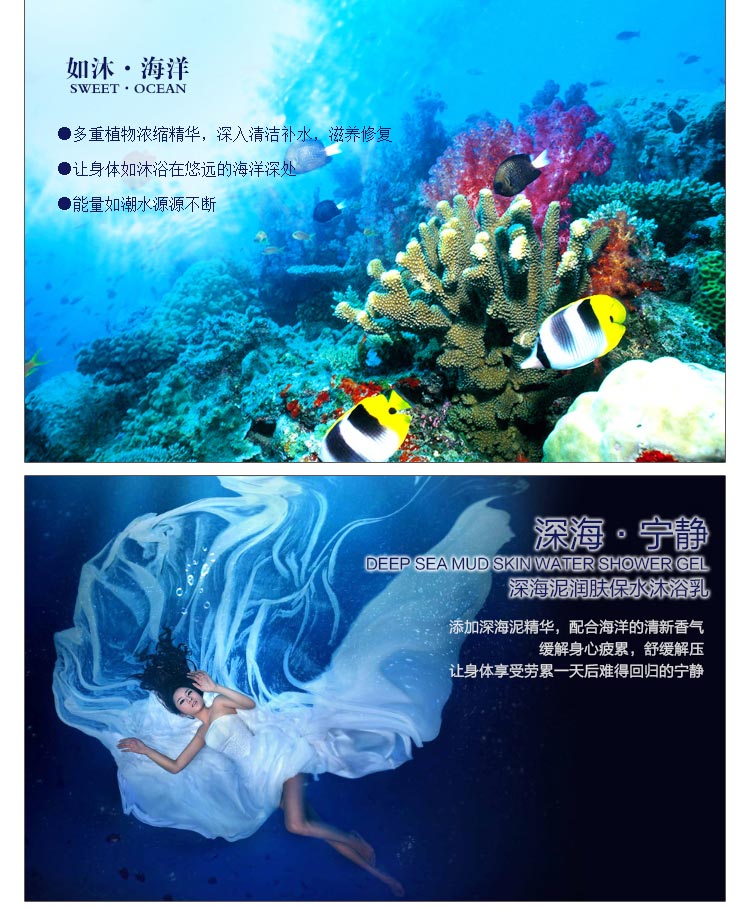 如沐·海洋
SWEET·OCEAN
●多重植物浓缩精华，深入清洁补水，滋养修复
●让身体如沐浴在悠远的海洋深处
●能量如潮水源源不断
深海·宁静
DEEP SEA MUD SKIN WATER SHOWER GEL
深海泥润肤保水沐浴乳
添加深海泥精华，配合海洋的清新香气
缓解身心疲累，舒缓解压
让身体享受劳累一天后难得回归的宁静